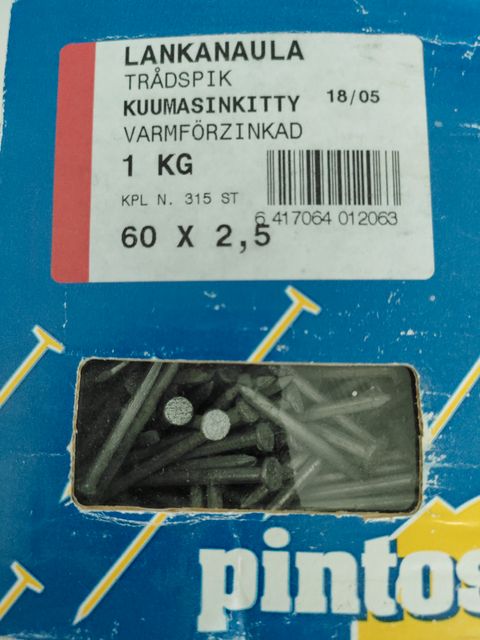 LANKANAULA
TRÅDSPIK
KUUMASINKITTY 18/05
VARMFÖRZINKAD
1 KG
KPL N. 315 ST
6 417064 012063
60 X 2,5
pintos